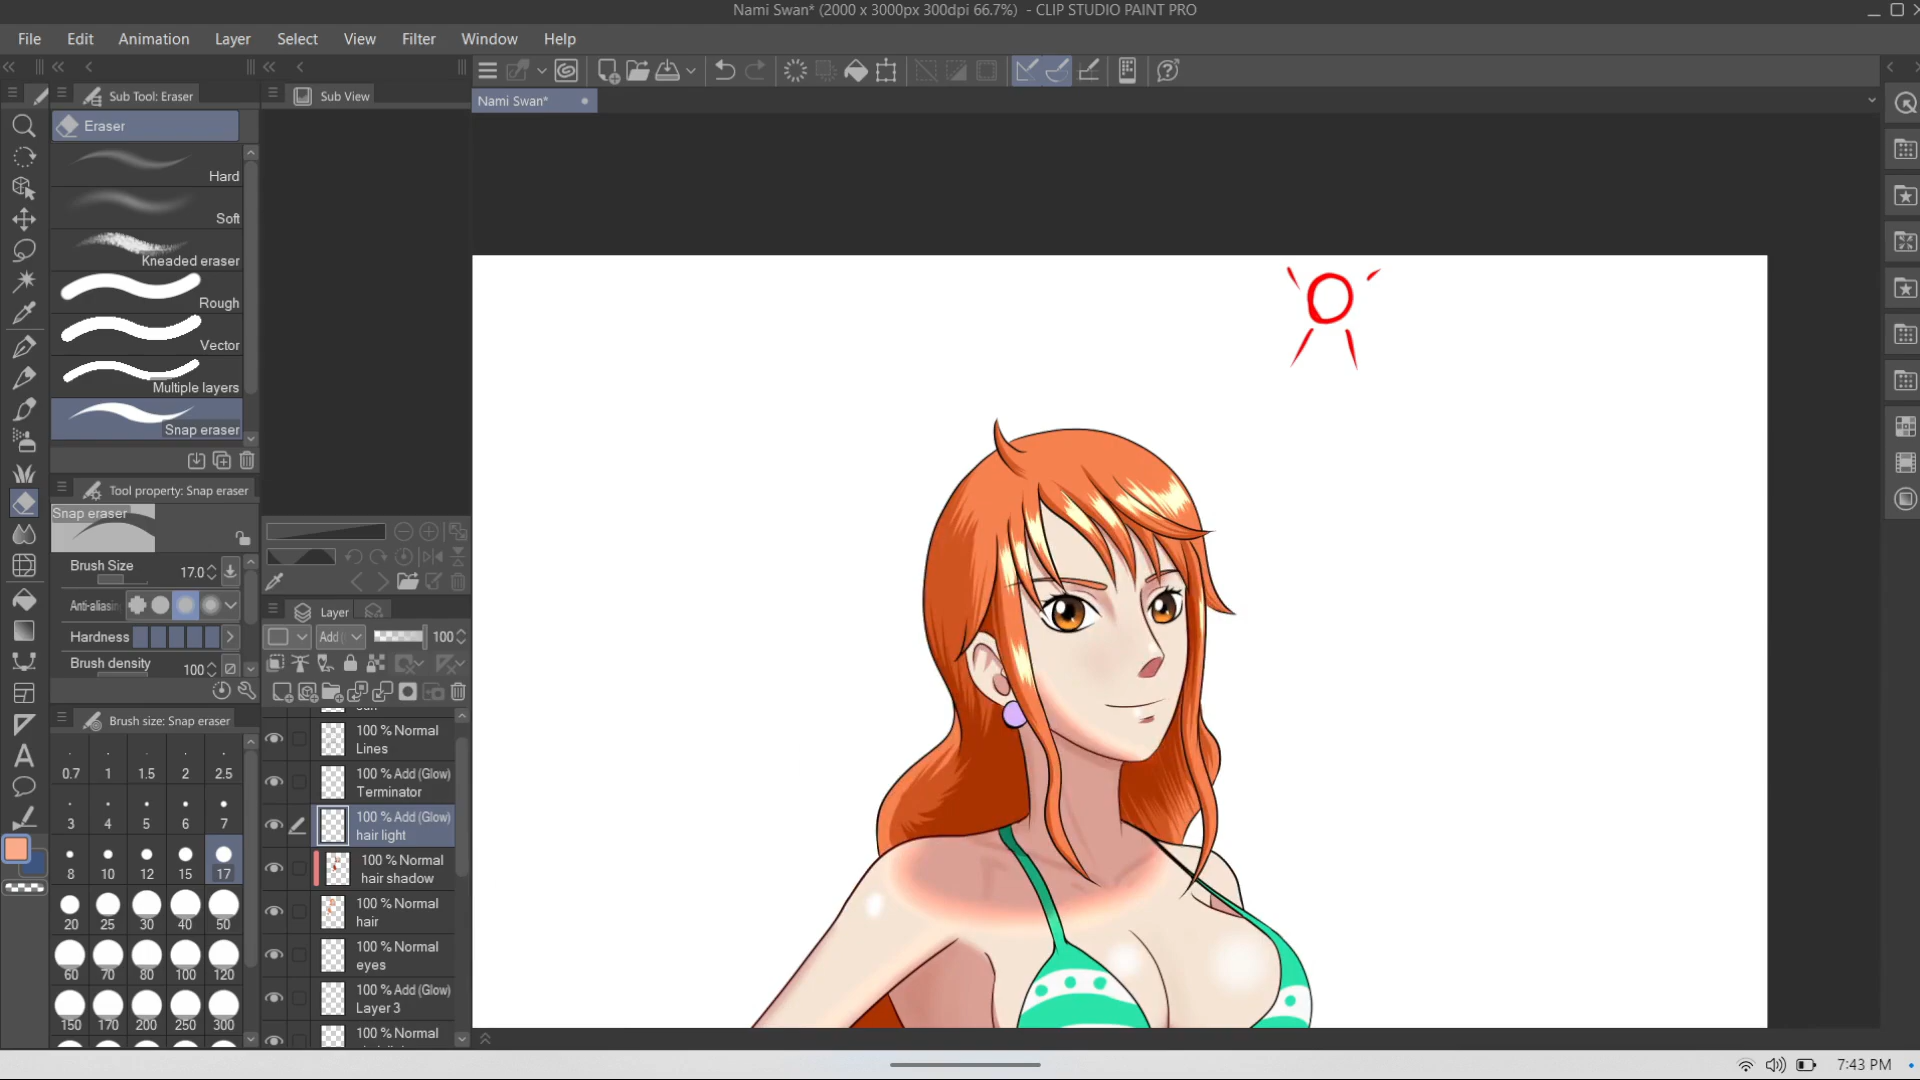 Nami Swan* (2000 x 3000px 300dpi 66.7%) - CLIP STUDIO PAINT PRO
File Edit Animation Layer Select View Filter Window Help
Sub Tool: Eraser
Sub View
Nami Swan*
Eraser
Hard
Soft
Kneaded eraser
Rough
Vector
Multiple layers
Snap eraser
Tool property: Snap eraser
Snap eraser
Brush Size 17.0
Anti-aliasin
Hardness
Brush density 100
Brush size: Snap eraser
0.7 1 1.5 2 2.5
3 4 5 6 7
8 10 12 15 17
20 25 30 40 50
60 70 80 100 120
150 170 200 250 300
Layer
Add ( 100
100 % Normal
Lines
100 % Add (Glow)
Terminator
100 % Add (Glow)
hair light
100 % Normal
hair shadow
100 % Normal
hair
100 % Normal
eyes
100 % Add (Glow)
Layer 3
100 % Normal
7:43 PM